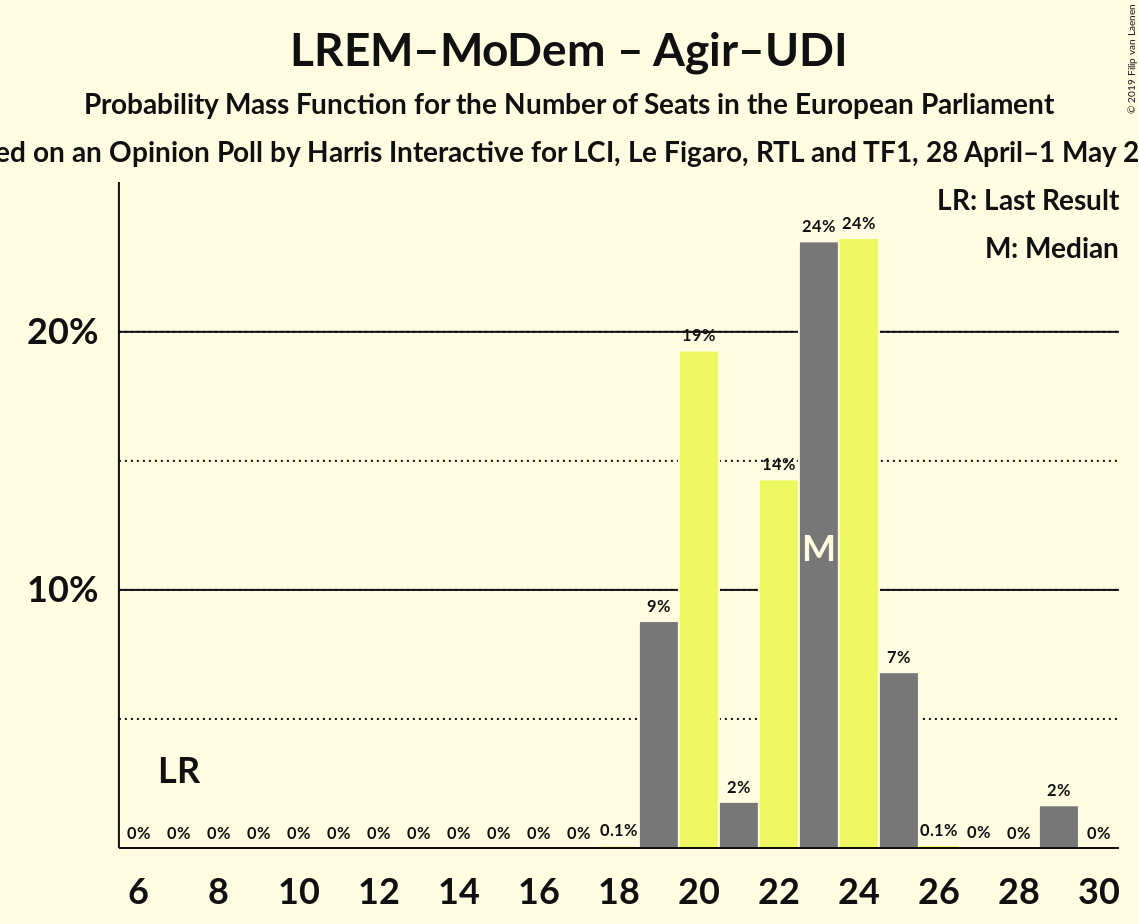 LREM–MoDem – Agir–UDI
Probability Mass Function for the Number of Seats in the European Parliament
on an Opinion Poll by Harris Interactive for LCI, Le Figaro, RTL and TF1, 28 April–1 May
© 2019 Filip van Laenen
LR: Last Result
M: Median
20%
10%
24% 24%
19%
14%
M
9%
7%
LR
2% 2%
0% 0% 0% 0% 0% 0% 0% 0% 0% 0% 0% 0% 0.1% 0.1% 0% 0% 0%
6 8 10 12 14 16 18 20 22 24 26 28 30